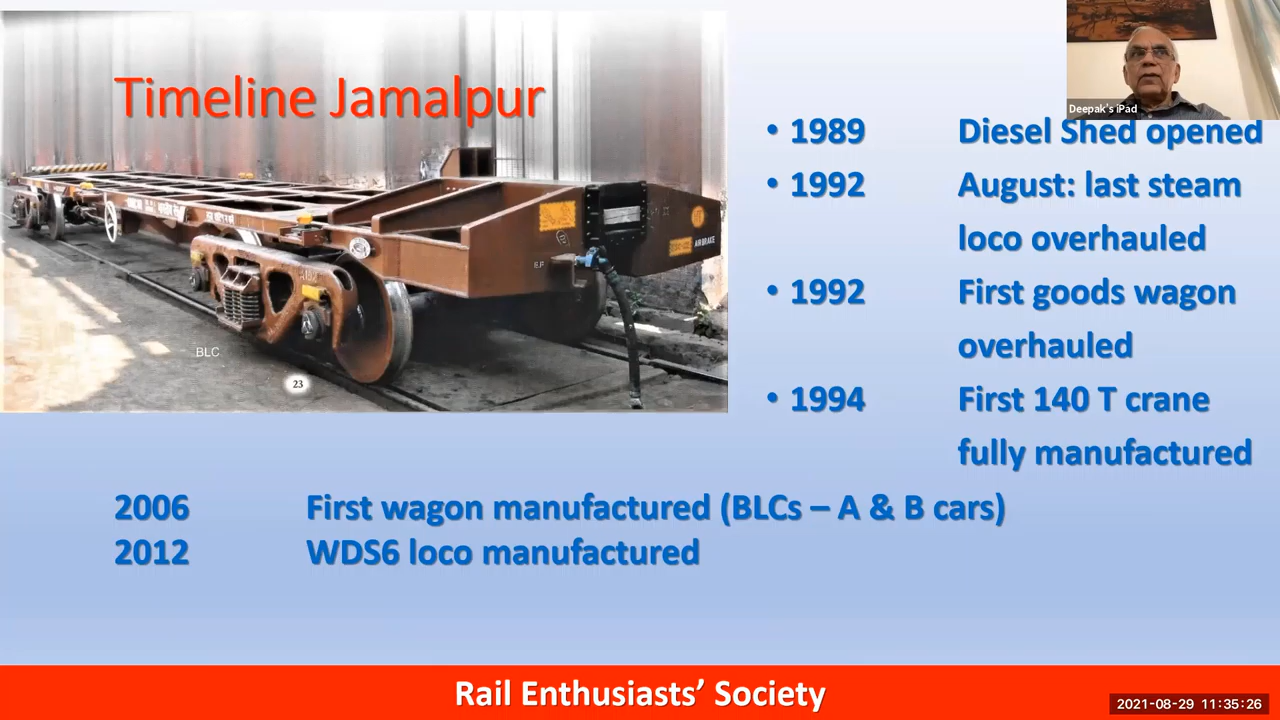 Timeline Jamalpur
Deepak's iPad
• 1989 Diesel Shed opened
• 1992 August: last steam
loco overhauled
• 1992 First goods wagon
overhauled
• 1994 First 140 T crane
fully manufactured
AIR BRAKE
BLC
23
2006 First wagon manufactured (BLCs – A & B cars)
2012 WDS6 loco manufactured
Rail Enthusiasts' Society
2021-08-29 11:35:26